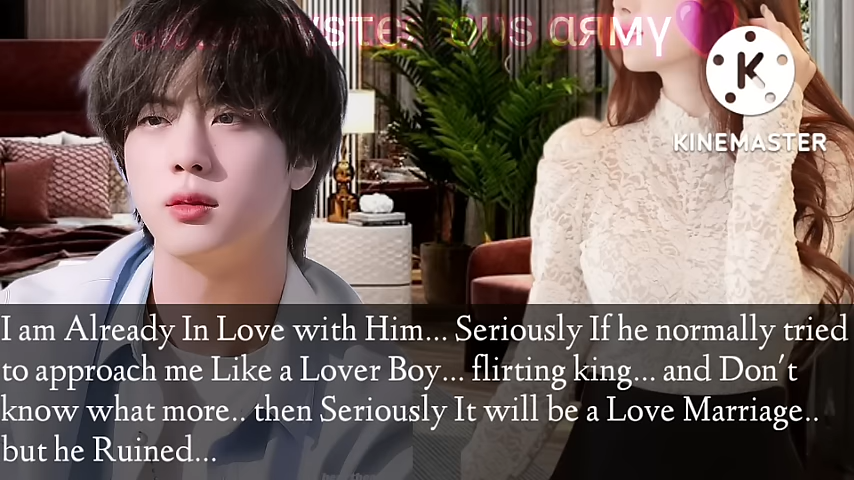 ARMY
KINEMASTER
I am Already In Love with Him... Seriously If he normally tried
to approach me Like a Lover Boy... flirting king... and Don't
know what more.. then Seriously It will be a Love Marriage..
but he Ruined...